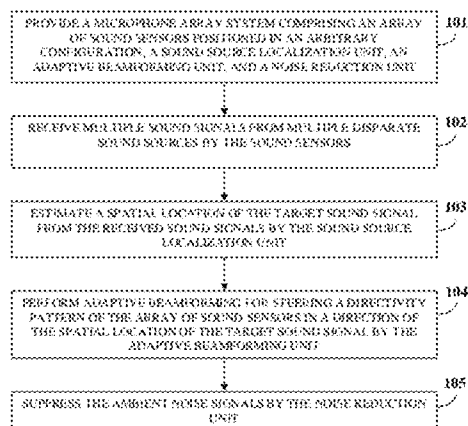 PROVIDE A MICROPHONE ARRAY SYSTEM COMPRISING AN ARRAY
OF SOUND SENSORS POSITIONED IN AN ARBITRARY
CONFIGURATION, A SOUND SOURCE LOCALIZATION UNIT, AN
ADAPTIVE BEAMFORMING UNIT, AND A NOISE REDUCTION UNIT
101
RECEIVE MULTIPLE SOUND SIGNALS FROM MULTIPLE DISPARATE
SOUND SOURCES BY THE SOUND SENSORS
102
ESTIMATE A SPATIAL LOCATION OF THE TARGET SOUND SIGNAL
FROM THE RECEIVED SOUND SIGNALS BY THE SOUND SOURCE
LOCALIZATION UNIT
103
PERFORM ADAPTIVE BEAMFORMING FOR STEERING A DIRECTIVITY
PATTERN OF THE ARRAY OF SOUND SENSORS IN A DIRECTION
OF THE SPATIAL LOCATION OF THE TARGET SOUND SIGNAL BY THE
ADAPTIVE BEAMFORMING UNIT
104
SUPPRESS THE AMBIENT NOISE SIGNALS BY THE NOISE REDUCTION
UNIT
105